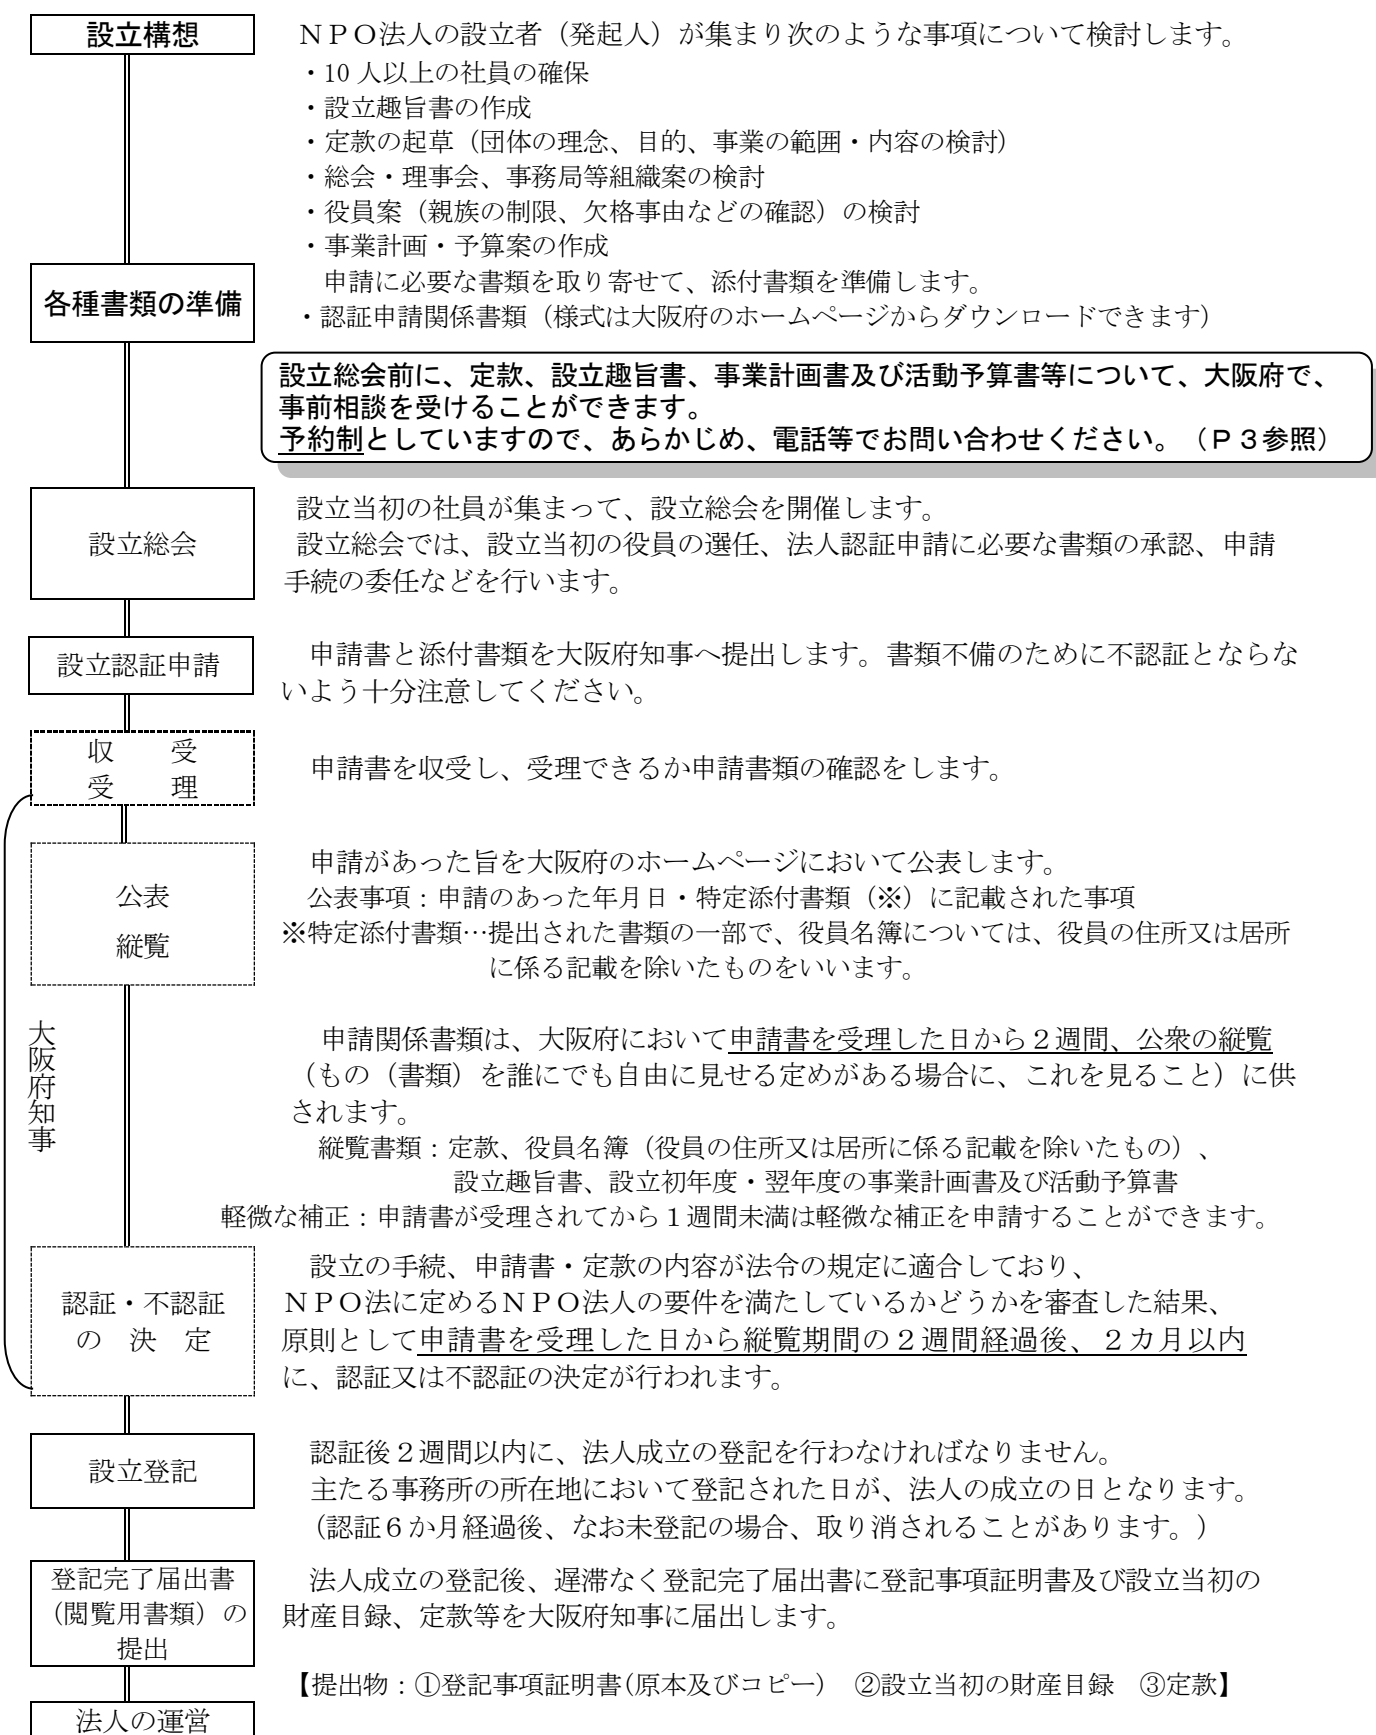 設立構想
ＮＰＯ法人の設立者（発起人）が集まり次のような事項について検討します。
・10 人以上の社員の確保
・設立趣旨書の作成
・定款の起草（団体の理念、目的、事業の範囲・内容の検討）
・総会・理事会、事務局等組織案の検討
・役員案（親族の制限、欠格事由などの確認）の検討
・事業計画・予算案の作成
各種書類の準備
申請に必要な書類を取り寄せて、添付書類を準備します。
・認証申請関係書類（様式は大阪府のホームページからダウンロードできます）
設立総会前に、定款、設立趣旨書、事業計画書及び活動予算書等について、大阪府で、
事前相談を受けることができます。
予約制としていますので、あらかじめ、電話等でお問い合わせください。（Ｐ３参照）
設立総会
設立当初の社員が集まって、設立総会を開催します。
設立総会では、設立当初の役員の選任、法人認証申請に必要な書類の承認、申請
手続の委任などを行います。
設立認証申請
申請書と添付書類を大阪府知事へ提出します。書類不備のために不認証とならな
いよう十分注意してください。
収　　受
受　　理
申請書を収受し、受理できるか申請書類の確認をします。
公表
縦覧
申請があった旨を大阪府のホームページにおいて公表します。
公表事項：申請のあった年月日・特定添付書類（※）に記載された事項
※特定添付書類…提出された書類の一部で、役員名簿については、役員の住所又は居所
に係る記載を除いたものをいいます。
大阪府知事
申請関係書類は、大阪府において申請書を受理した日から２週間、公衆の縦覧
（もの（書類）を誰にでも自由に見せる定めがある場合に、これを見ること）に供
されます。
縦覧書類：定款、役員名簿（役員の住所又は居所に係る記載を除いたもの）、
設立趣旨書、設立初年度・翌年度の事業計画書及び活動予算書
軽微な補正：申請書が受理されてから１週間未満は軽微な補正を申請することができます。
認証・不認証
の　決　定
設立の手続、申請書・定款の内容が法令の規定に適合しており、
ＮＰＯ法に定めるＮＰＯ法人の要件を満たしているかどうかを審査した結果、
原則として申請書を受理した日から縦覧期間の２週間経過後、２カ月以内
に、認証又は不認証の決定が行われます。
設立登記
認証後２週間以内に、法人成立の登記を行わなければなりません。
主たる事務所の所在地において登記された日が、法人の成立の日となります。
（認証６か月経過後、なお未登記の場合、取り消されることがあります。）
登記完了届出書
（閲覧用書類）の
提出
法人成立の登記後、遅滞なく登記完了届出書に登記事項証明書及び設立当初の
財産目録、定款等を大阪府知事に届出します。
【提出物：①登記事項証明書(原本及びコピー)　②設立当初の財産目録　③定款】
法人の運営